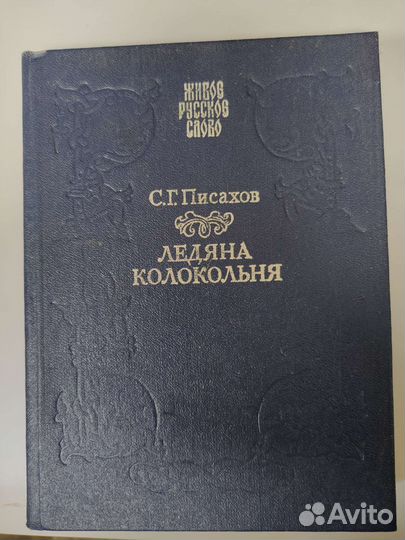 ЖИВОЕ
РУССКОЕ
СЛОВО
С.Г. Писахов
ЛЕДЯНА
КОЛОКОЛЬНЯ
Avito